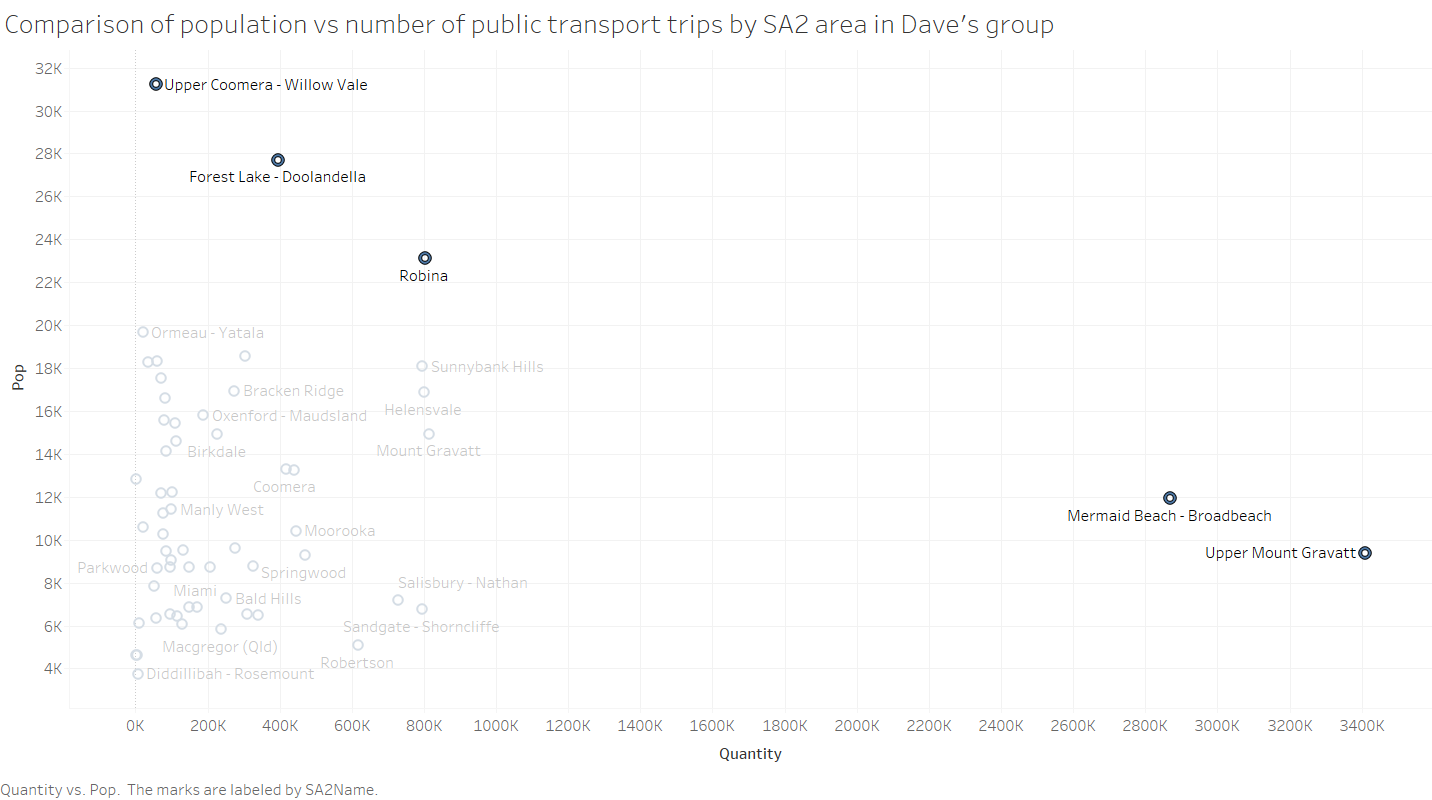 Comparison of population vs number of public transport trips by SA2 area in Dave's group
32K
Upper Coomera - Willow Vale
30K
28K
Forest Lake - Doolandella
26K
24K
Robina
22K
20K
Ormeau - Yatala
Pop
18K
Sunnybank Hills
Bracken Ridge
16K
Helensvale
Oxenford - Maudsland
14K
Birkdale
Mount Gravatt
Coomera
12K
Manly West
Mermaid Beach - Broadbeach
10K
Moorooka
Upper Mount Gravatt
Parkwood
Springwood
8K
Salisbury - Nathan
Miami
Bald Hills
6K
Sandgate - Shorncliffe
Macgregor (Qld)
Robertson
4K
Diddillibah - Rosemount
0K 200K 400K 600K 800K 1000K 1200K 1400K 1600K 1800K 2000K 2200K 2400K 2600K 2800K 3000K 3200K 3400K
Quantity
Quantity vs. Pop. The marks are labeled by SA2Name.